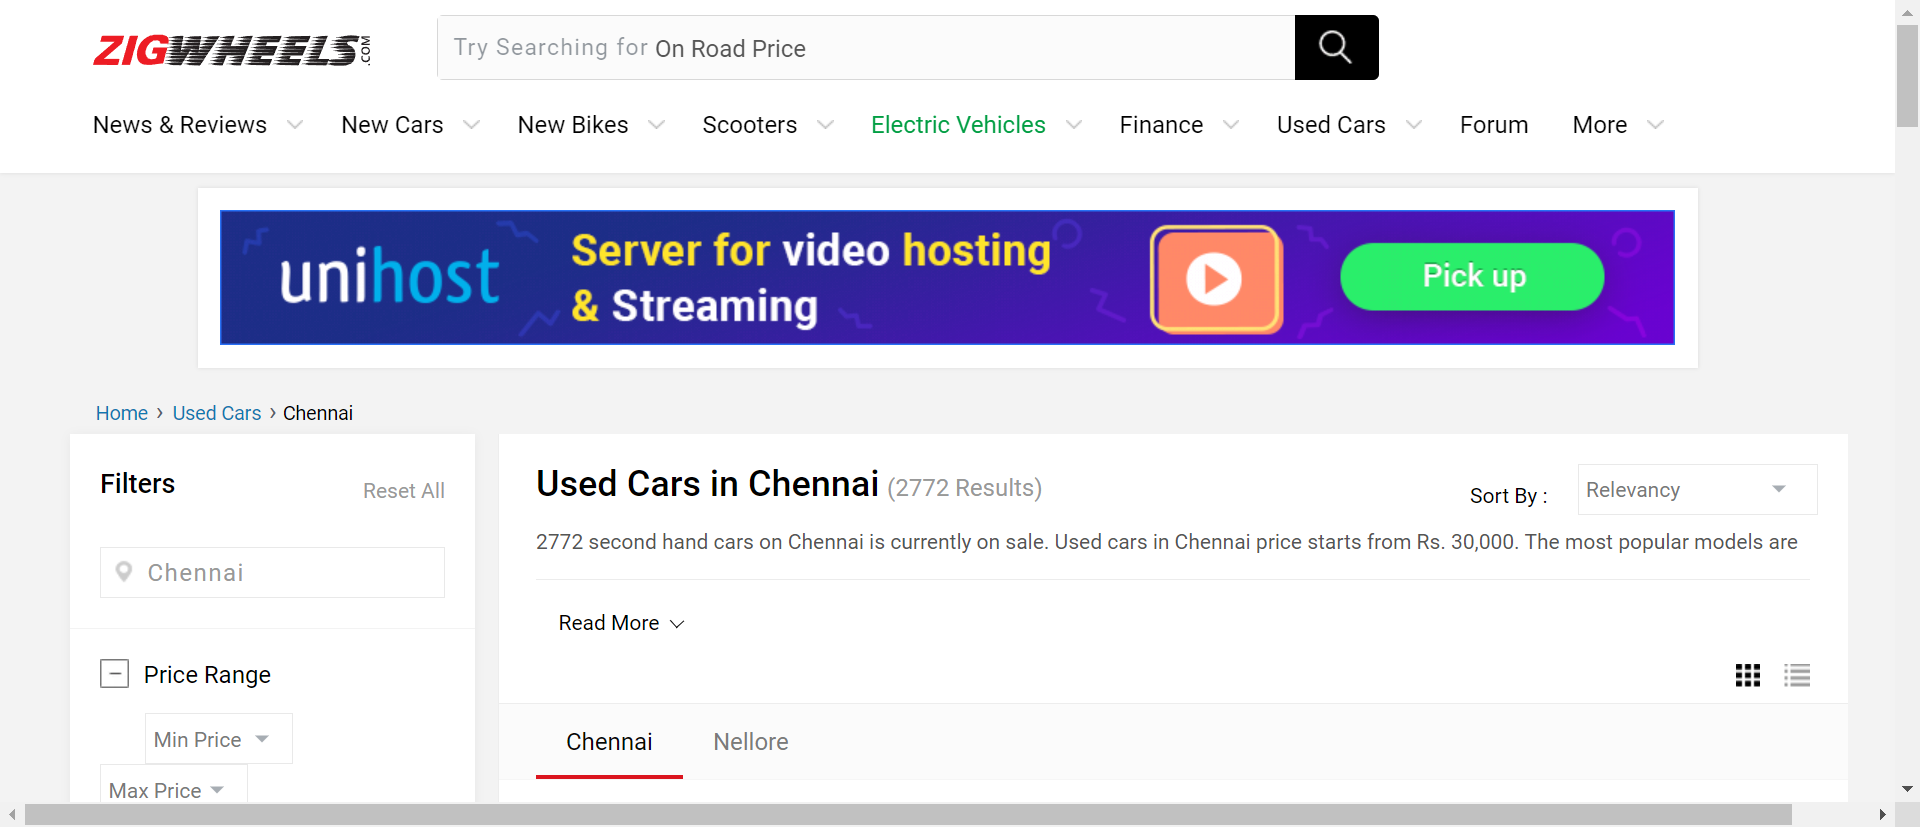 ZIGWHEELS.COM
Try Searching for On Road Price
News & Reviews New Cars New Bikes Scooters Electric Vehicles Finance Used Cars Forum More
unihost
Server for video hosting
& Streaming
Pick up
Home › Used Cars › Chennai
Filters
Reset All
Chennai
Price Range
Min Price
Max Price
Used Cars in Chennai (2772 Results)
Sort By :
Relevancy
2772 second hand cars on Chennai is currently on sale. Used cars in Chennai price starts from Rs. 30,000. The most popular models are
Read More
Chennai Nellore